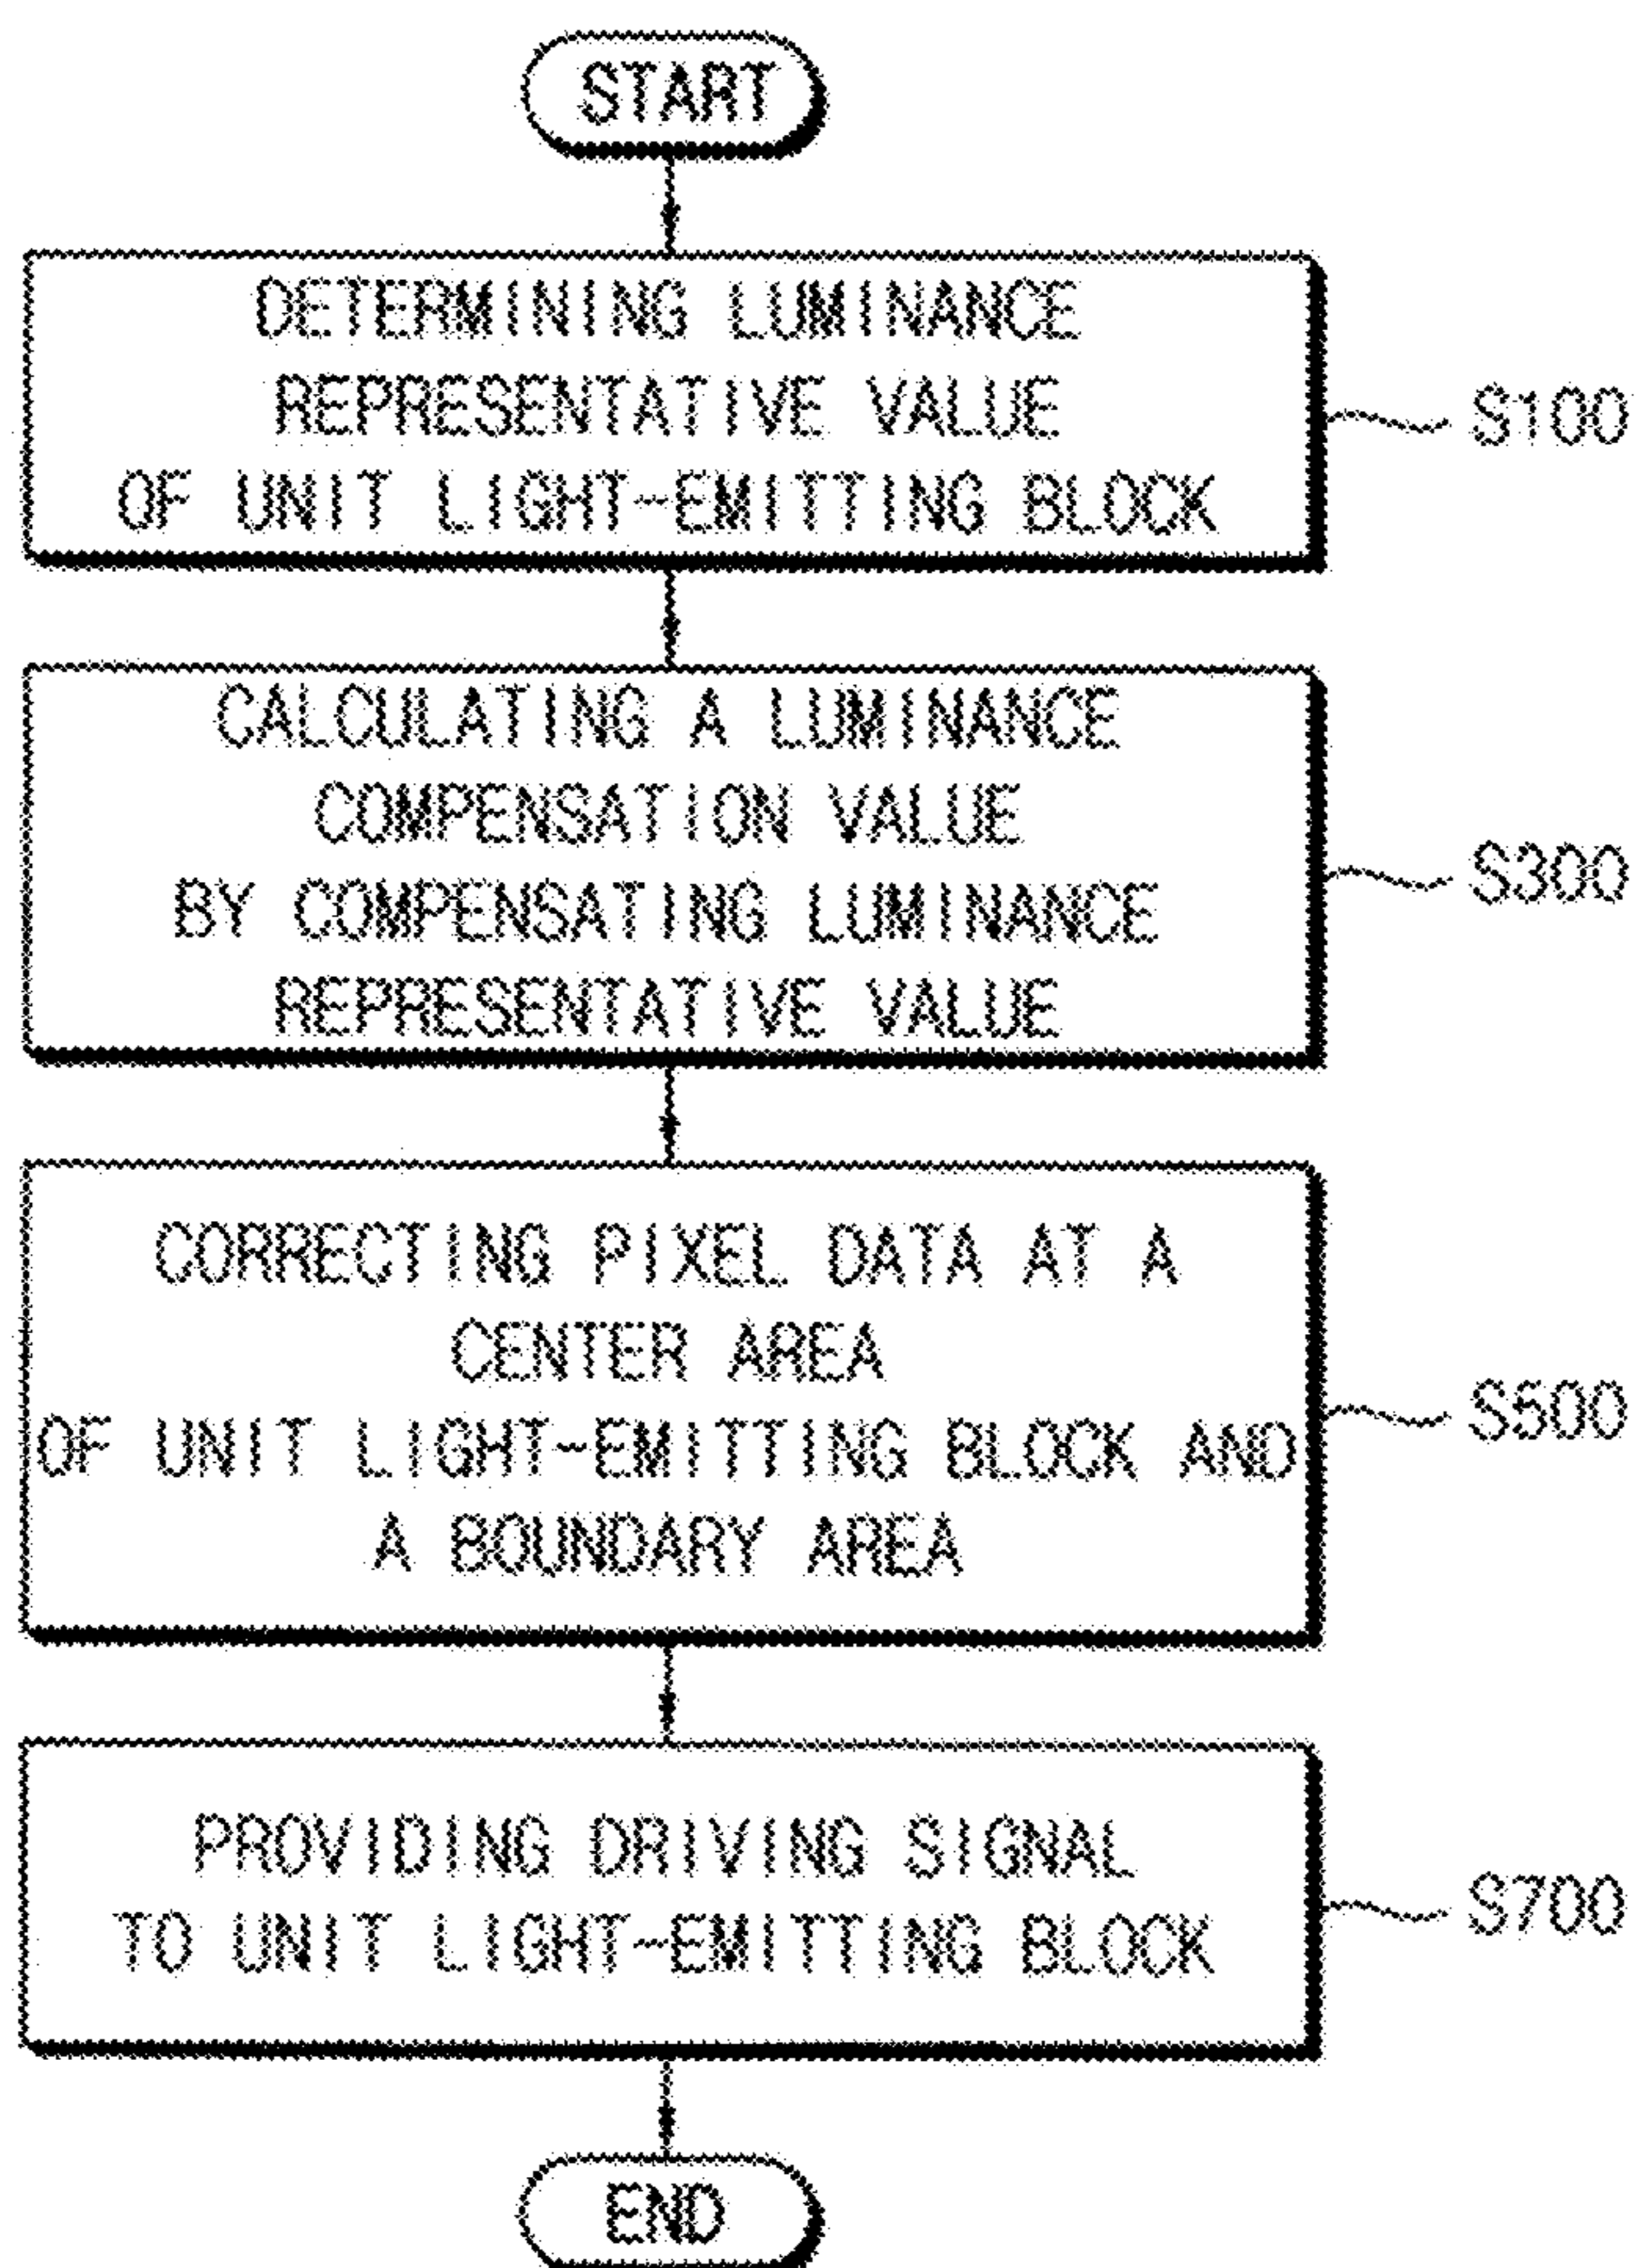 START
DETERMINING LUMINANCE
REPRESENTATIVE VALUE
OF UNIT LIGHT-EMITTING BLOCK
S100
CALCULATING A LUMINANCE
COMPENSATION VALUE
BY COMPENSATING LUMINANCE
REPRESENTATIVE VALUE
S300
CORRECTING PIXEL DATA AT A
CENTER AREA
OF UNIT LIGHT-EMITTING BLOCK AND
A BOUNDARY AREA
S500
PROVIDING DRIVING SIGNAL
TO UNIT LIGHT-EMITTING BLOCK
S700
END